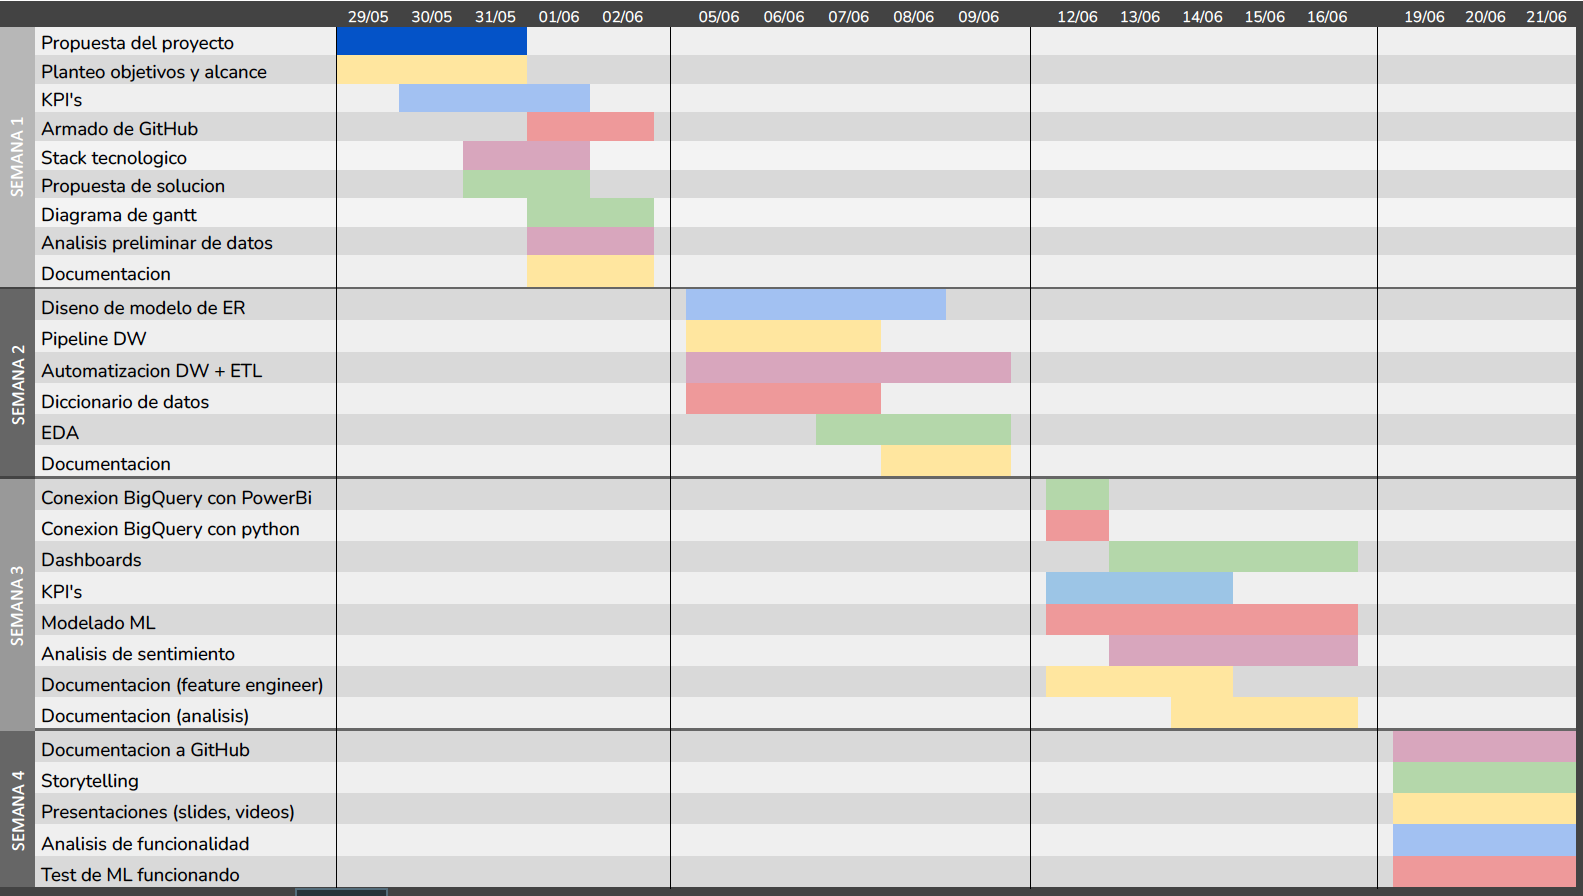 29/05 30/05 31/05 01/06 02/06 05/06 06/06 07/06 08/06 09/06 12/06 13/06 14/06 15/06 16/06 19/06 20/06 21/06
SEMANA 1
Propuesta del proyecto
Planteo objetivos y alcance
KPI's
Armado de GitHub
Stack tecnologico
Propuesta de solucion
Diagrama de gantt
Analisis preliminar de datos
Documentacion
SEMANA 2
Diseno de modelo de ER
Pipeline DW
Automatizacion DW + ETL
Diccionario de datos
EDA
Documentacion
SEMANA 3
Conexion BigQuery con PowerBi
Conexion BigQuery con python
Dashboards
KPI's
Modelado ML
Analisis de sentimiento
Documentacion (feature engineer)
Documentacion (analisis)
SEMANA 4
Documentacion a GitHub
Storytelling
Presentaciones (slides, videos)
Analisis de funcionalidad
Test de ML funcionando